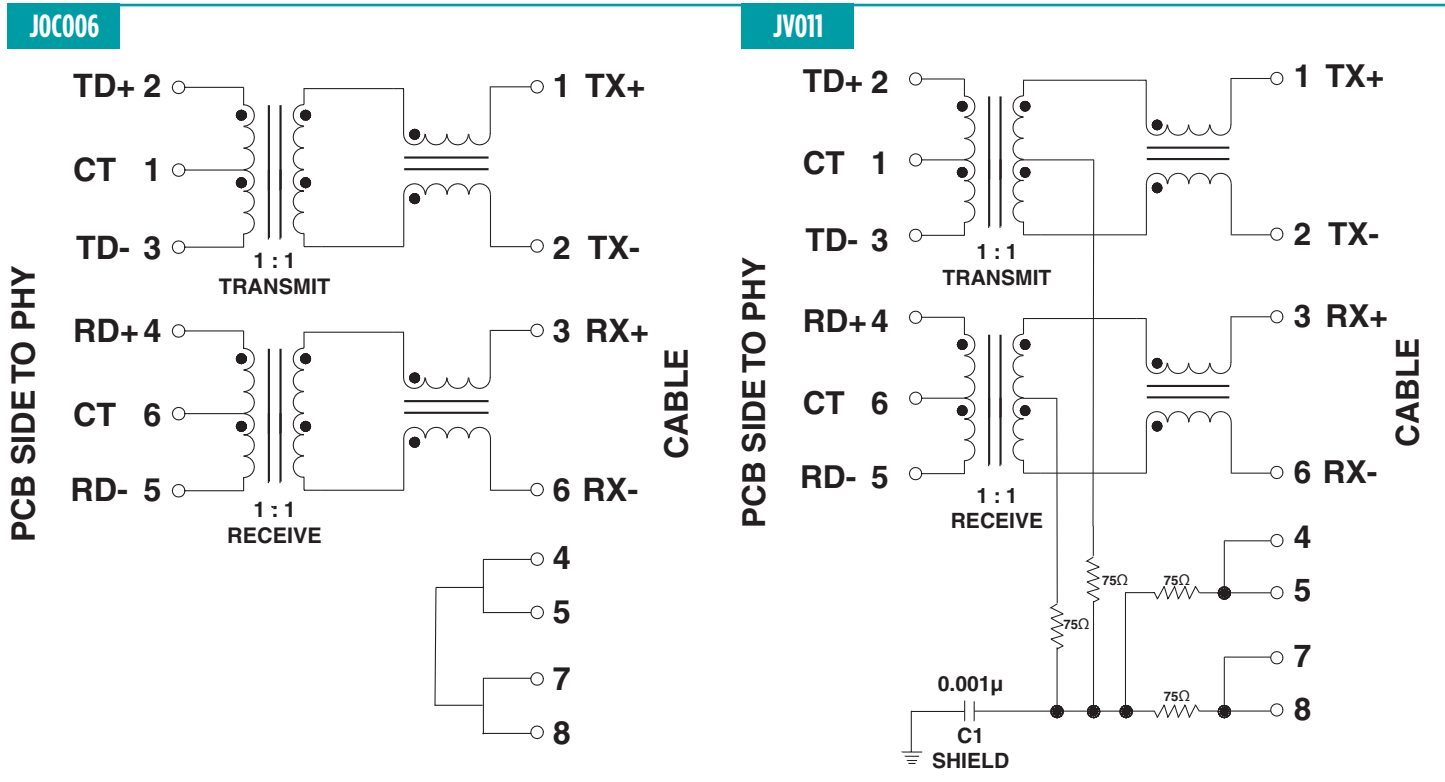 J0C006
TD+ 2
CT 1
TD- 3
1 : 1
TRANSMIT
1 TX+
2 TX-
RD+ 4
CT 6
RD- 5
1 : 1
RECEIVE
3 RX+
6 RX-
4
5
7
8
PCB SIDE TO PHY
CABLE
JV011
TD+ 2
CT 1
TD- 3
1 : 1
TRANSMIT
1 TX+
2 TX-
RD+ 4
CT 6
RD- 5
1 : 1
RECEIVE
3 RX+
6 RX-
75Ω
75Ω
75Ω
75Ω
4
5
7
8
0.001µ
C1
SHIELD
PCB SIDE TO PHY
CABLE